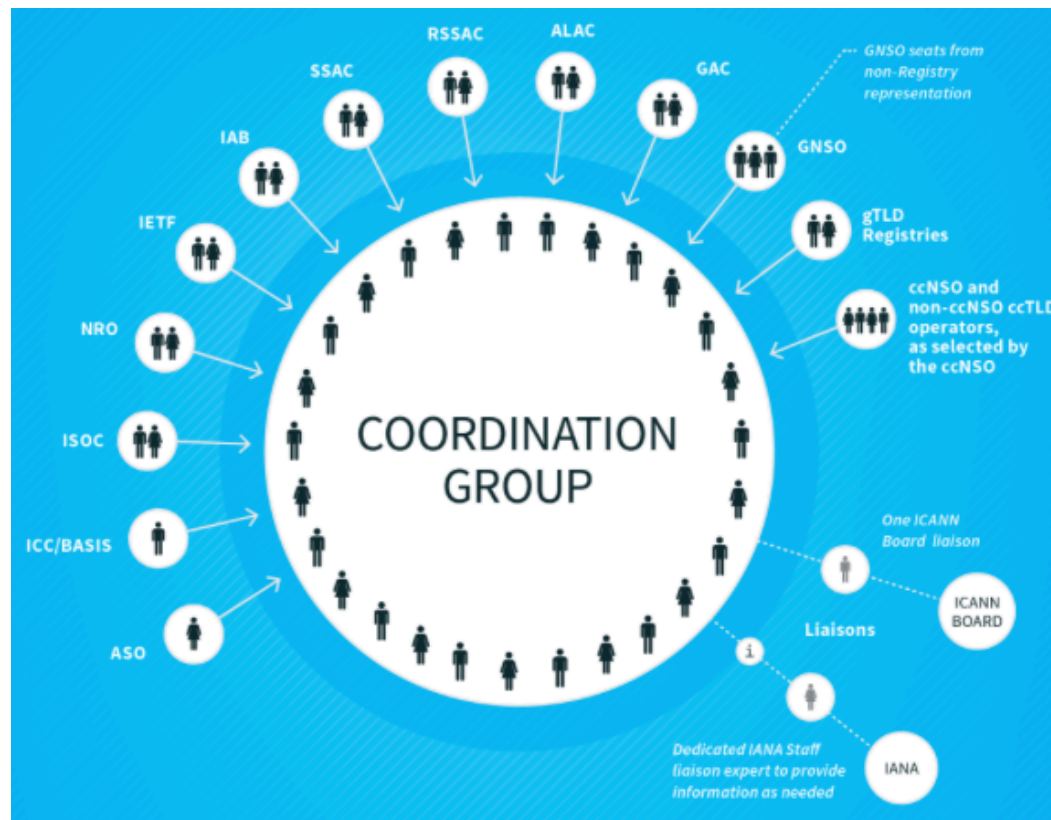 RSSAC
ALAC
SSAC
GAC
GNSO seats from
non-Registry
representation
IAB
GNSO
IETF
gTLD
Registries
ccNSO and
non-ccNSO ccTLD
operators,
as selected by
the ccNSO
NRO
COORDINATION
GROUP
ISOC
ICC/BASIS
ASO
One ICANN
Board liaison
ICANN
BOARD
Liaisons
i
Dedicated IANA Staff
liaison expert to provide
information as needed
IANA